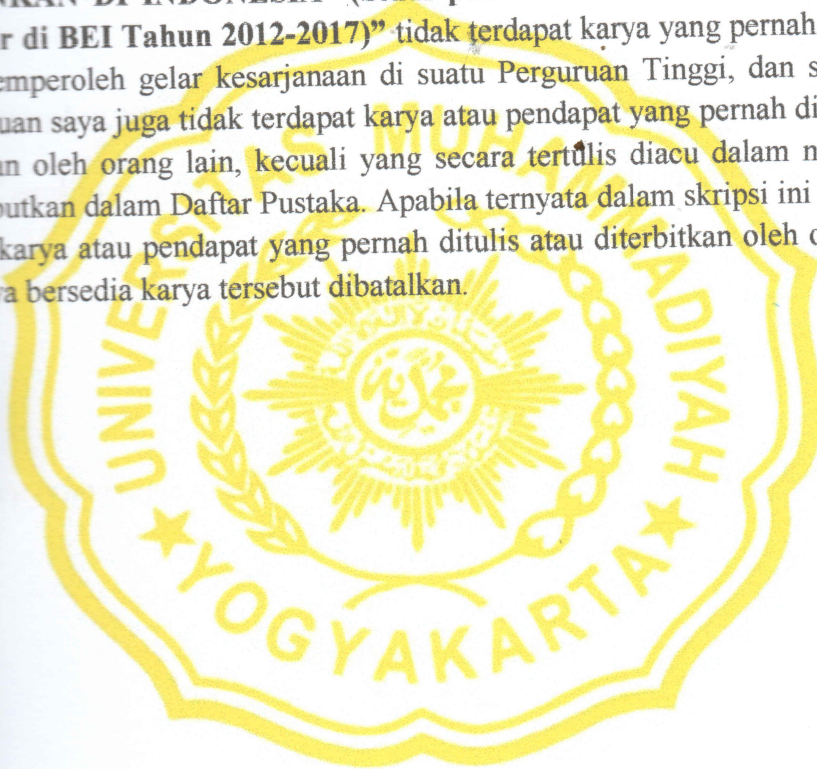 DI INDONESIA
r di BEI Tahun 2012-2017)” tidak terdapat karya yang pernah
emperoleh gelar kesarjanaan di suatu Perguruan Tinggi, dan s
uan saya juga tidak terdapat karya atau pendapat yang pernah di
n oleh orang lain, kecuali yang secara tertulis diacu dalam n
outkan dalam Daftar Pustaka. Apabila ternyata dalam skripsi ini
karya atau pendapat yang pernah ditulis atau diterbitkan oleh o
a bersedia karya tersebut dibatalkan.
UNIVERSITAS MUHAMMADIYAH
YOGYAKARTA